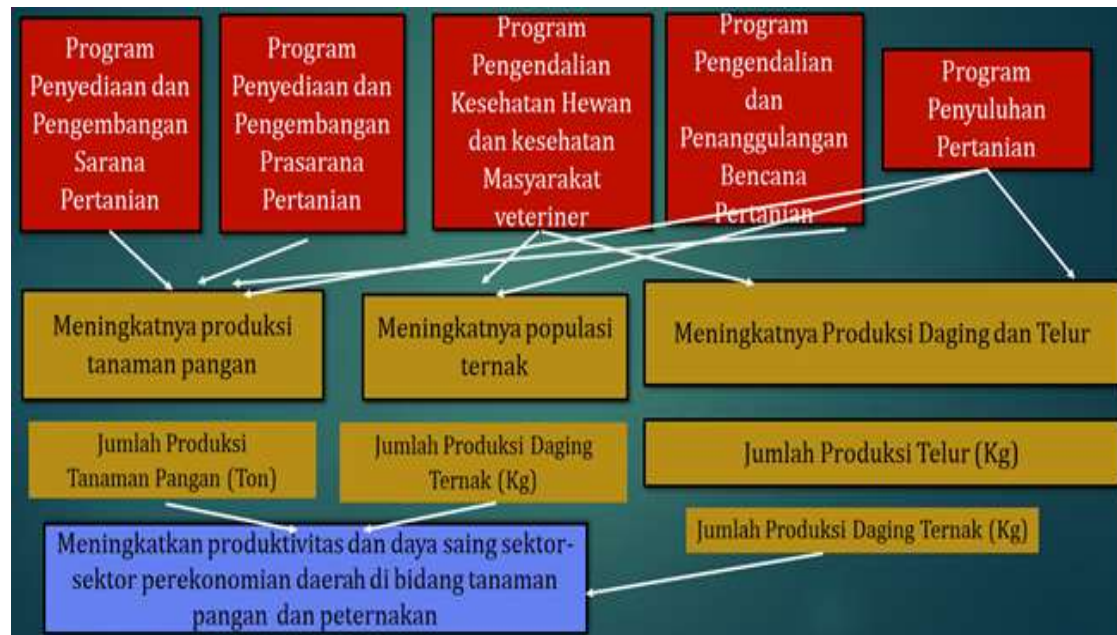 Program
Penyediaan dan
Pengembangan
Sarana
Pertanian
Program
Penyediaan dan
Pengembangan
Prasarana
Pertanian
Program
Pengendalian
Kesehatan Hewan
dan kesehatan
Masyarakat
veteriner
Program
Pengendalian
dan
Penanggulangan
Bencana
Pertanian
Program
Penyuluhan
Pertanian
Meningkatnya produksi
tanaman pangan
Meningkatnya populasi
ternak
Meningkatnya Produksi Daging dan Telur
Jumlah Produksi
Tanaman Pangan (Ton)
Jumlah Produksi Daging
Ternak (Kg)
Jumlah Produksi Telur (Kg)
Jumlah Produksi Daging Ternak (Kg)
Meningkatkan produktivitas dan daya saing sektor-
sektor perekonomian daerah di bidang tanaman
pangan dan peternakan